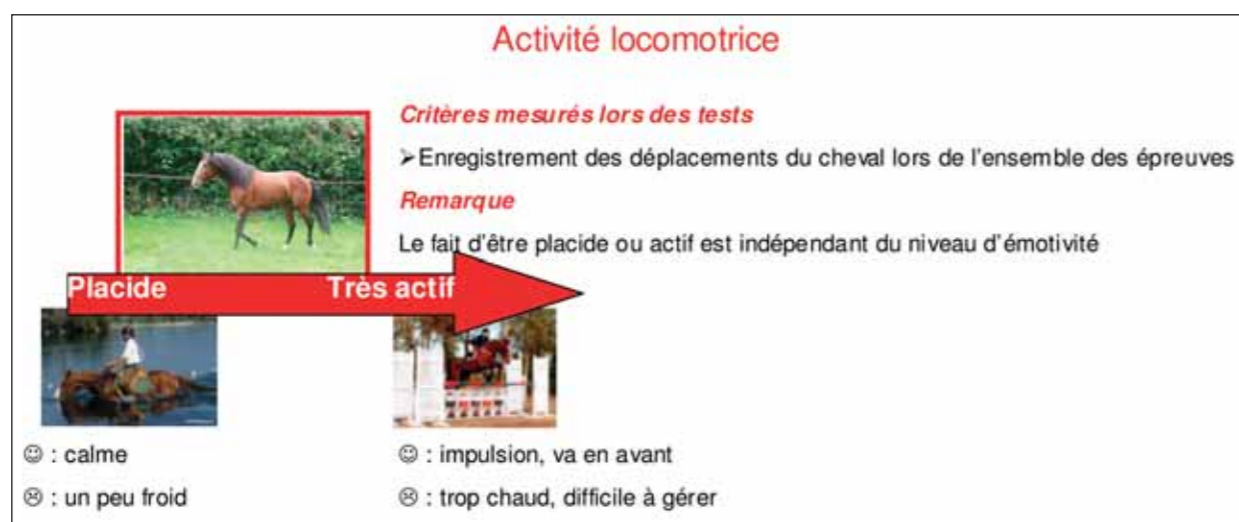 Activité locomotrice
Critères mesurés lors des tests
➢Enregistrement des déplacements du cheval lors de l'ensemble des épreuves
Remarque
Le fait d'être placide ou actif est indépendant du niveau d'émotivité
Placide Très actif
☺ : calme
☹ : un peu froid
☺ : impulsion, va en avant
☹ : trop chaud, difficile à gérer